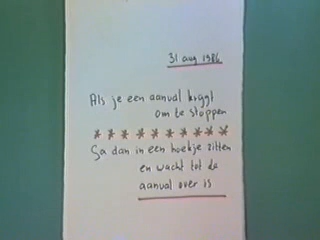 31 aug 1986
Als je een aanval krijgt
om te stoppen
* * * * * * * * * *
Ga dan in een hoekje zitten
en wacht tot de
aanval over is